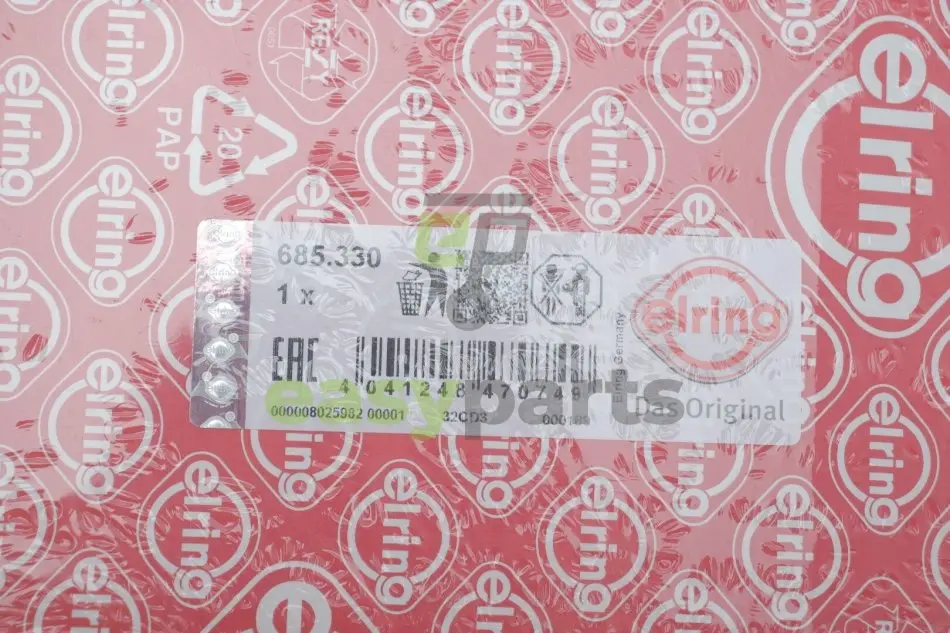 elring
20
PAP
685.330
1 x
EAC
4 041248 470749
000008025982 00001
32CD3
Elring Germany
elring
Das Original
easyparts